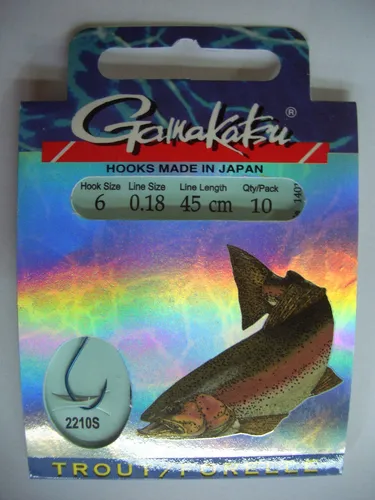 Gamakatsu®
HOOKS MADE IN JAPAN
Hook Size Line Size Line Length Qty/Pack
6 0.18 45 cm 10
2210S
TROUT/FORELLE